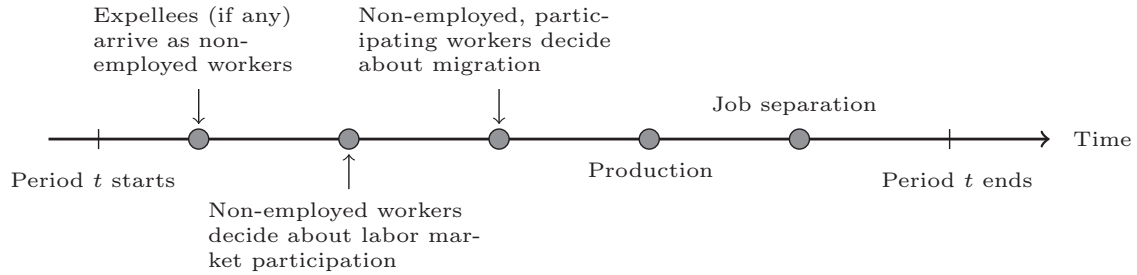 Expellees (if any)
arrive as non-
employed workers
Non-employed, partic-
ipating workers decide
about migration
Job separation
Time
Period t starts
Production
Period t ends
Non-employed workers
decide about labor mar-
ket participation